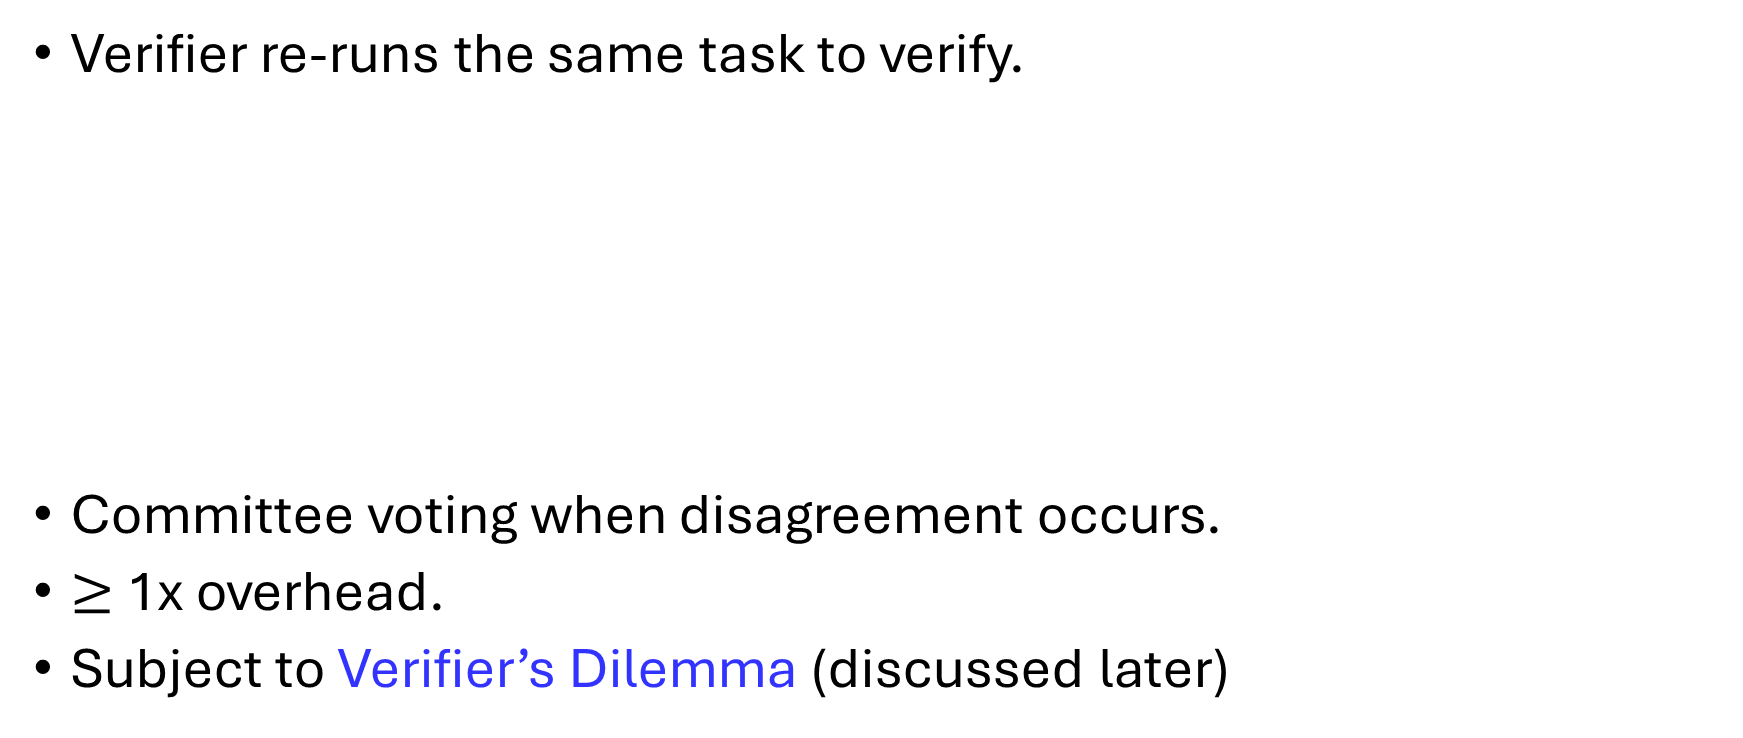 • Verifier re-runs the same task to verify.
• Committee voting when disagreement occurs.
• ≥ 1x overhead.
• Subject to Verifier’s Dilemma (discussed later)